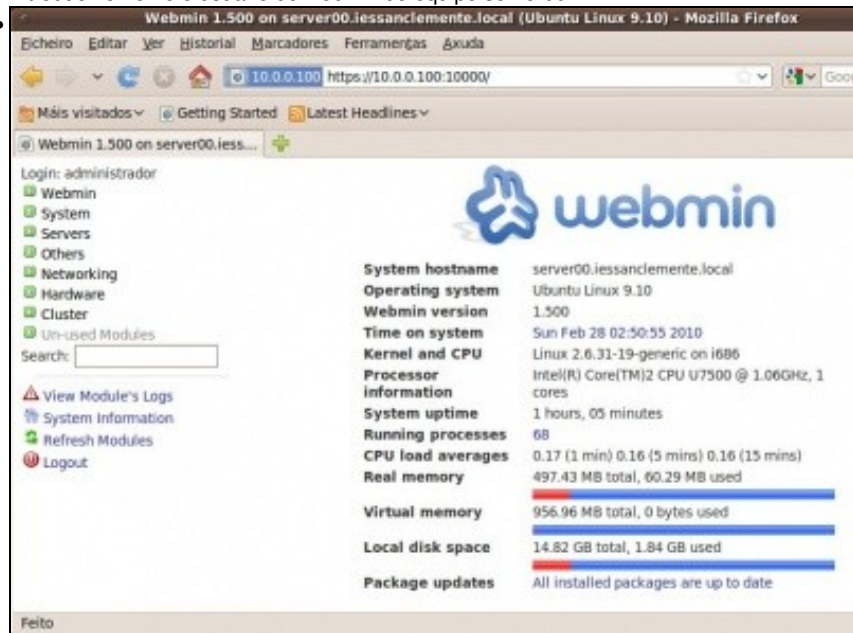 Webmin 1.500 on server00.iessanclemente.local (Ubuntu Linux 9.10) - Mozilla Firefox
Eicheiro Editar Ver Historial Marcadores Ferramentas Axuda
10.0.0.100 https://10.0.0.100:10000/
Goo
Máis visitados Getting Started Latest Headlines
Webmin 1.500 on server00.iess...
Login: administrador
Webmin
System
Servers
Others
Networking
Hardware
Cluster
Un-used Modules
Search:
View Module's Logs
System Information
Refresh Modules
Logout
webmin
System hostname server00.iessanclemente.local
Operating system Ubuntu Linux 9.10
Webmin version 1.500
Time on system Sun Feb 28 02:50:55 2010
Kernel and CPU Linux 2.6.31-19-generic on i686
Processor information Intel(R) Core(TM)2 CPU U7500 @ 1.06GHz, 1 cores
System uptime 1 hours, 05 minutes
Running processes 68
CPU load averages 0.17 (1 min) 0.16 (5 mins) 0.16 (15 mins)
Real memory 497.43 MB total, 60.29 MB used
Virtual memory 956.96 MB total, 0 bytes used
Local disk space 14.82 GB total, 1.84 GB used
Package updates All installed packages are up to date
Feito